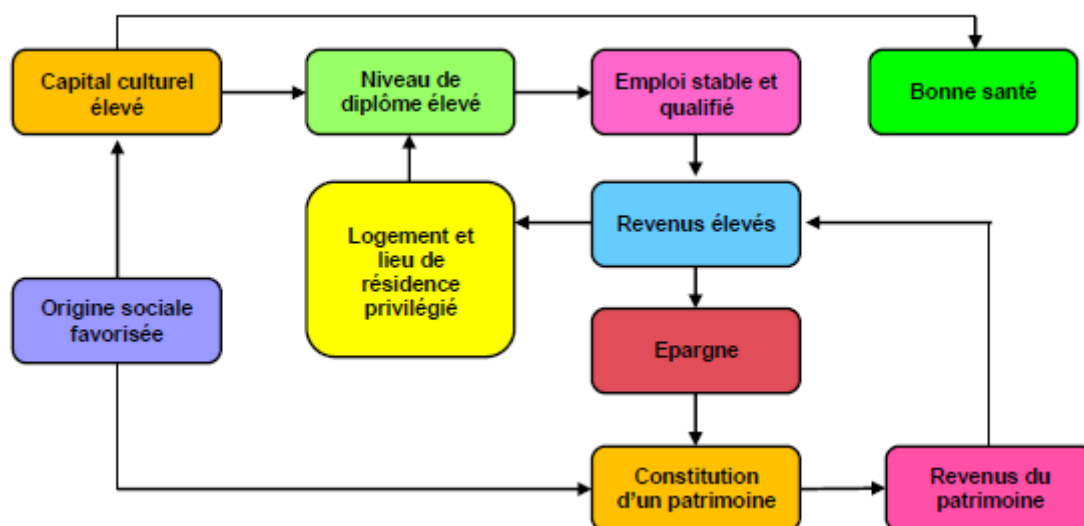 Capital culturel
élevé
Niveau de
diplôme élevé
Emploi stable et
qualifié
Bonne santé
Logement et
lieu de
résidence
privilégié
Revenus élevés
Origine sociale
favorisée
Epargne
Constitution
d'un patrimoine
Revenus du
patrimoine